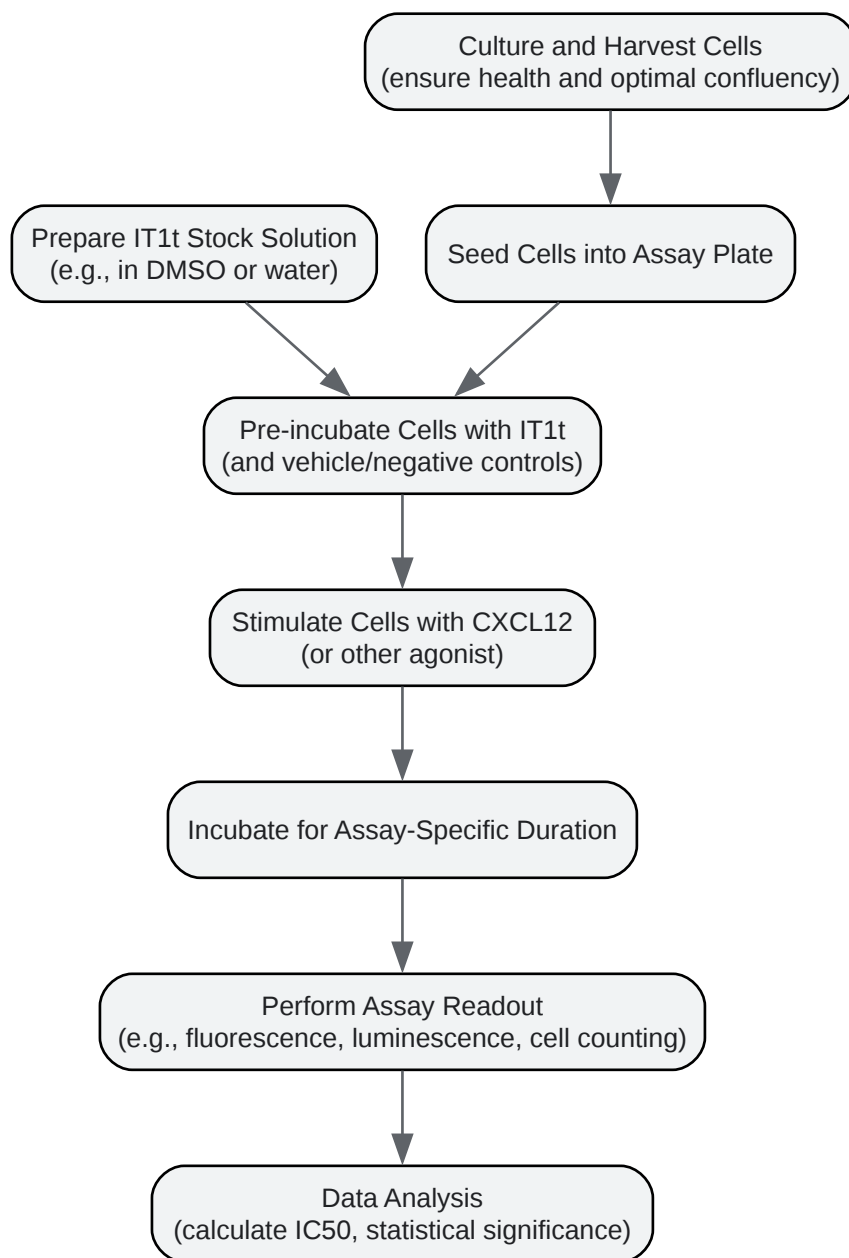 Culture and Harvest Cells
(ensure health and optimal confluency)
Prepare IT1t Stock Solution
(e.g., in DMSO or water)
Seed Cells into Assay Plate
Pre-incubate Cells with IT1t
(and vehicle/negative controls)
Stimulate Cells with CXCL12
(or other agonist)
Incubate for Assay-Specific Duration
Perform Assay Readout
(e.g., fluorescence, luminescence, cell counting)
Data Analysis
(calculate IC50, statistical significance)